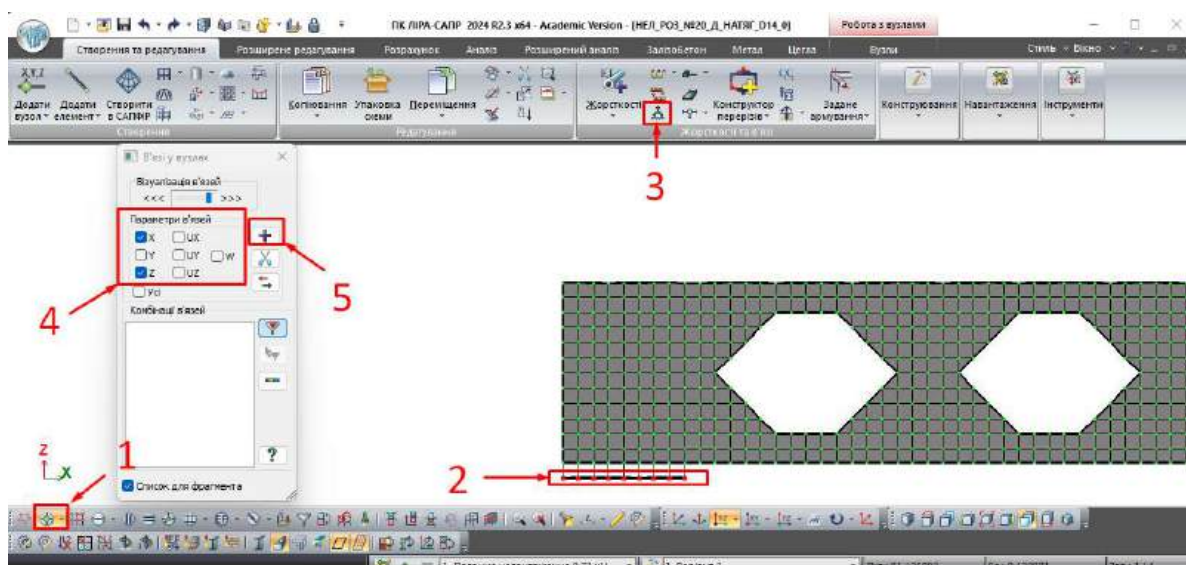 ПК ЛІРА-САПР 2024 R2.3 x64 - Academic Version - [НЕЛ_РОЗ_№20_Д_НАТЯГ_D14_0]
Робота з вузлами
Створення та редагування
Розширене редагування
Розрахунок
Аналіз
Розширений аналіз
Залізобетон
Метал
Цегла
Вузли
Стиль
Вікно
Додати вузол
Додати елемент
Створити в САПФІР
Створення
Копіювання
Упаковка схеми
Переміщення
Редагування
Жорсткості
Конструктор перерізів
Задане армування
Жорсткості та в'язі
Конструювання
Навантаження
Інструменти
В'язі у вузлах
Візуалізація в'язей
<<< >>>
Параметри в'язей
X UX
Y UY W
Z UZ
Усі
Комбінації в'язей
?
Список для фрагмента
3
4
5
1
2
Z
X